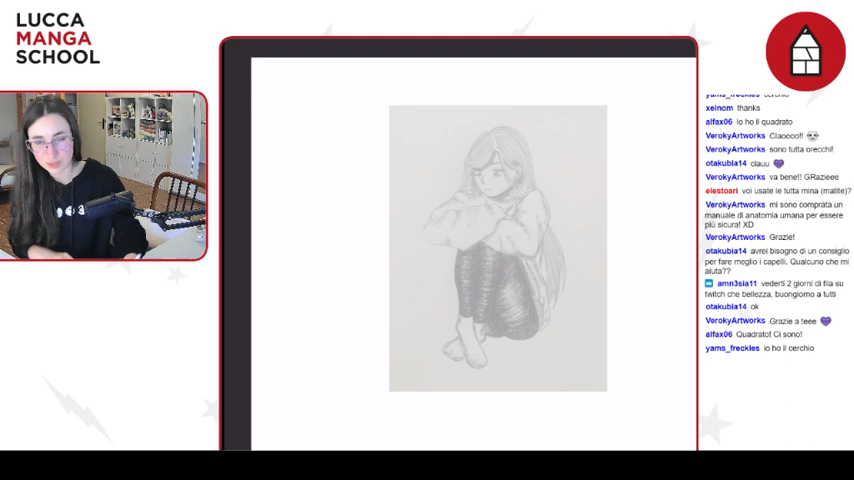 LUCCA
MANGA
SCHOOL
yams_freckles cerchio
xeinom thanks
alfax06 Io ho il quadrato
VerokyArtworks Ciaoooo!!
VerokyArtworks sono tutta orecchi!
otakubia14 ciauu
VerokyArtworks va bene!! GRazieee
elestoari voi usate le tutta mina (matite)?
VerokyArtworks mi sono comprata un
manuale di anatomia umana per essere
più sicura! XD
VerokyArtworks Grazie!
otakubia14 avrei bisogno di un consiglio
per fare meglio i capelli. Qualcuno che mi
aiuta??
amn3sia11 vederti 2 giorni di fila su
twitch che bellezza. buongiorno a tutti
otakubia14 ok
VerokyArtworks Grazie a teee
alfax06 Quadrato! Ci sono!
yams_freckles io ho il cerchio